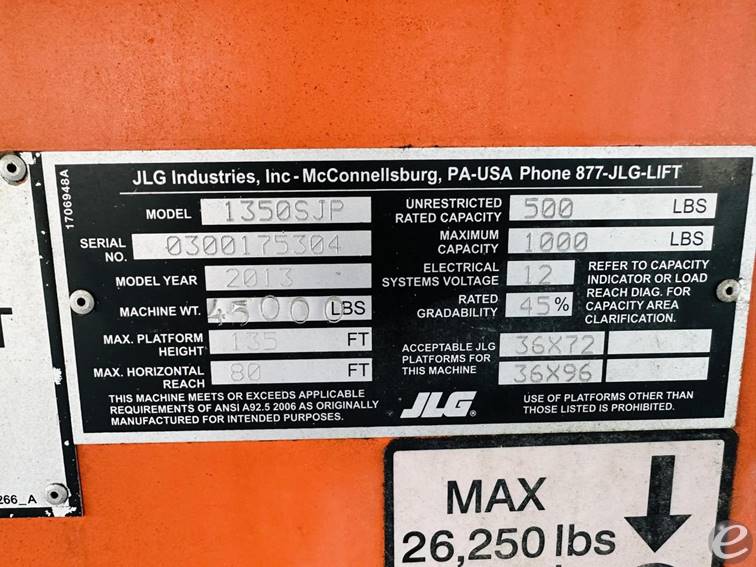 JLG Industries, Inc - McConnellsburg, PA-USA Phone 877-JLG-LIFT
1706948A
MODEL 1350SJP
SERIAL NO. 0300175304
MODEL YEAR 2013
MACHINE WT. 45000 LBS
MAX. PLATFORM HEIGHT 135 FT
MAX. HORIZONTAL REACH 80 FT
THIS MACHINE MEETS OR EXCEEDS APPLICABLE
REQUIREMENTS OF ANSI A92.5 2006 AS ORIGINALLY
MANUFACTURED FOR INTENDED PURPOSES.
UNRESTRICTED RATED CAPACITY 500 LBS
MAXIMUM CAPACITY 1000 LBS
ELECTRICAL SYSTEMS VOLTAGE 12
RATED GRADABILITY 45%
REFER TO CAPACITY
INDICATOR OR LOAD
REACH DIAG. FOR
CAPACITY AREA
CLARIFICATION.
ACCEPTABLE JLG
PLATFORMS FOR
THIS MACHINE
36X72
36X96
JLG
USE OF PLATFORMS OTHER THAN
THOSE LISTED IS PROHIBITED.
266_A
MAX
26,250 lbs
e